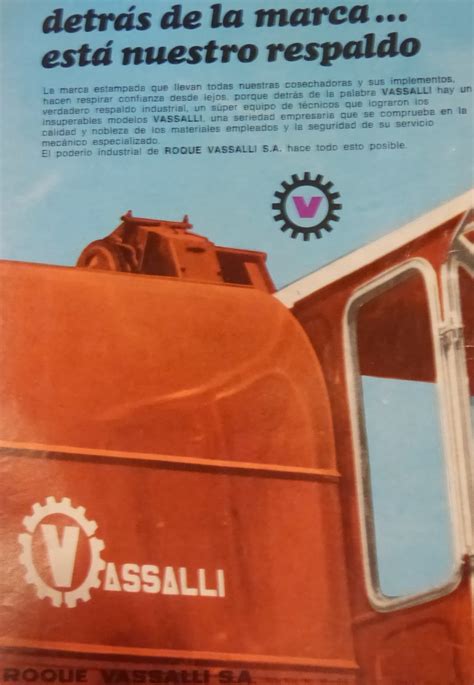 detrás de la marca...
está nuestro respaldo
La marca estampada que llevan todas nuestras cosechadoras y sus implementos,
hacen respirar confianza desde lejos, porque detrás de la palabra VASSALLI hay un
verdadero respaldo industrial, un súper equipo de técnicos que lograron los
insuperables modelos VASSALLI, una seriedad empresaria que se comprueba en la
calidad y nobleza de los materiales empleados y la seguridad de su servicio
mecánico especializado.
El poderío industrial de ROQUE VASSALLI S.A. hace todo esto posible.
V
VASSALLI
ROQUE VASSALLI S.A.